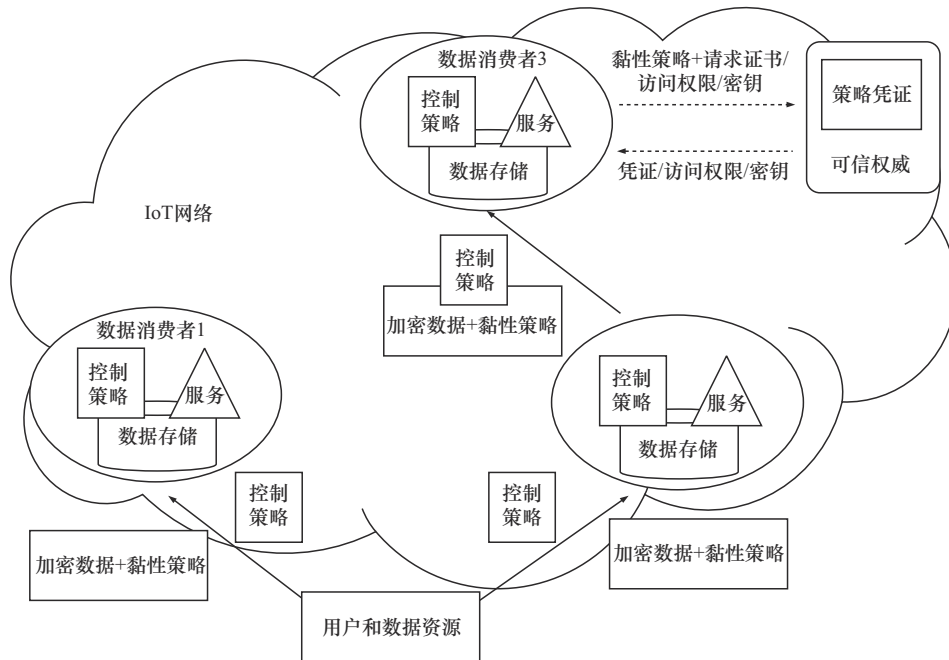 数据消费者3
控制
策略
服务
数据存储
黏性策略+请求证书/
访问权限/密钥
凭证/访问权限/密钥
策略凭证
可信权威
IoT网络
控制
策略
加密数据+黏性策略
数据消费者1
控制
策略
服务
数据存储
控制
策略
服务
数据存储
控制
策略
加密数据+黏性策略
控制
策略
加密数据+黏性策略
用户和数据资源